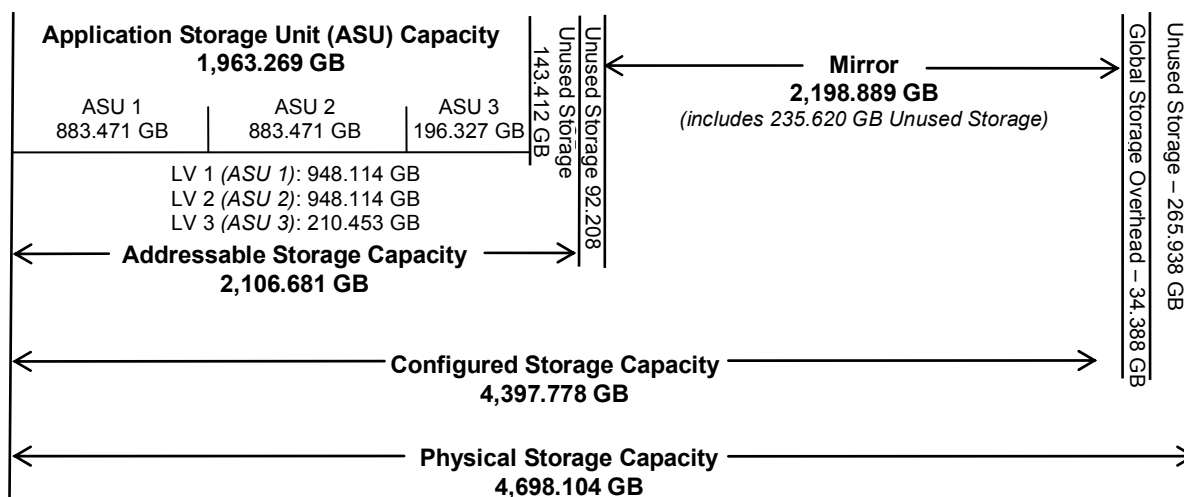 Application Storage Unit (ASU) Capacity
1,963.269 GB
ASU 1
883.471 GB
ASU 2
883.471 GB
ASU 3
196.327 GB
Unused Storage
143.412 GB
Unused Storage 92.208
Mirror
2,198.889 GB
(includes 235.620 GB Unused Storage)
Global Storage Overhead – 34.388 GB
Unused Storage – 265.938 GB
LV 1 (ASU 1): 948.114 GB
LV 2 (ASU 2): 948.114 GB
LV 3 (ASU 3): 210.453 GB
Addressable Storage Capacity
2,106.681 GB
Configured Storage Capacity
4,397.778 GB
Physical Storage Capacity
4,698.104 GB